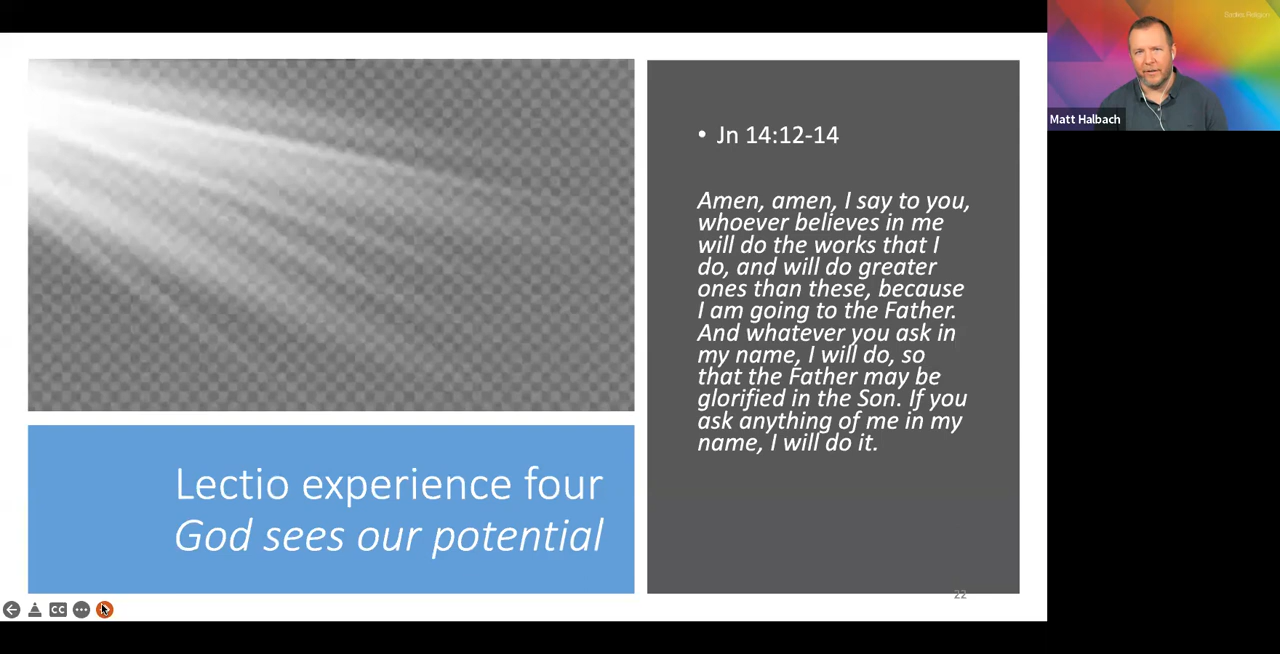 Sadlier Religion
Matt Halbach
• Jn 14:12-14
Amen, amen, I say to you,
whoever believes in me
will do the works that I
do, and will do greater
ones than these, because
I am going to the Father.
And whatever you ask in
my name, I will do, so
that the Father may be
glorified in the Son. If you
ask anything of me in my
name, I will do it.
Lectio experience four
God sees our potential
22
CC